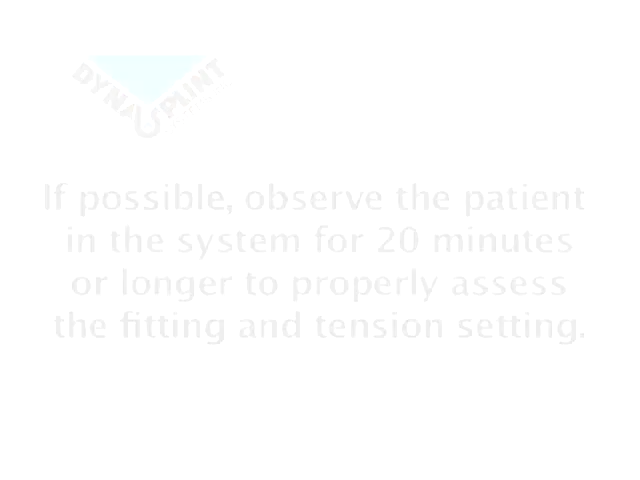 DYNASPLINT
If possible, observe the patient
in the system for 20 minutes
or longer to properly assess
the fitting and tension setting.